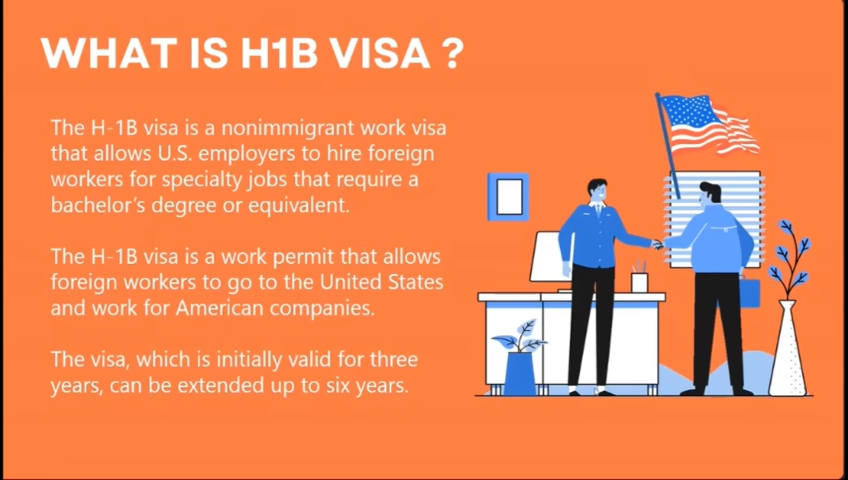 WHAT IS H1B VISA ?
The H-1B visa is a nonimmigrant work visa
that allows U.S. employers to hire foreign
workers for specialty jobs that require a
bachelor's degree or equivalent.
The H-1B visa is a work permit that allows
foreign workers to go to the United States
and work for American companies.
The visa, which is initially valid for three
years, can be extended up to six years.